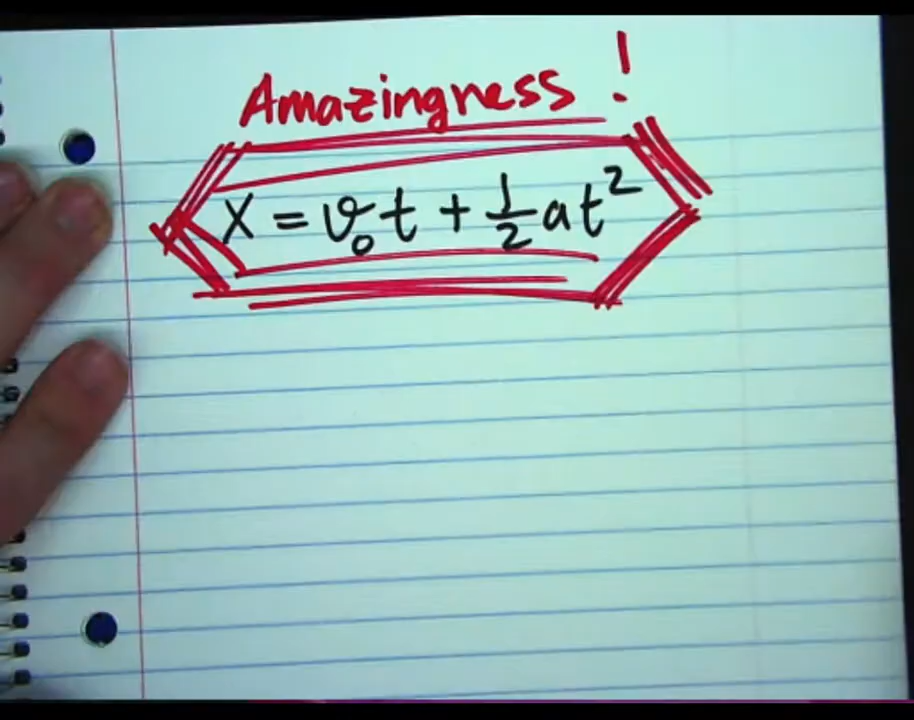 Amazingness!
x = v₀t + ½at²